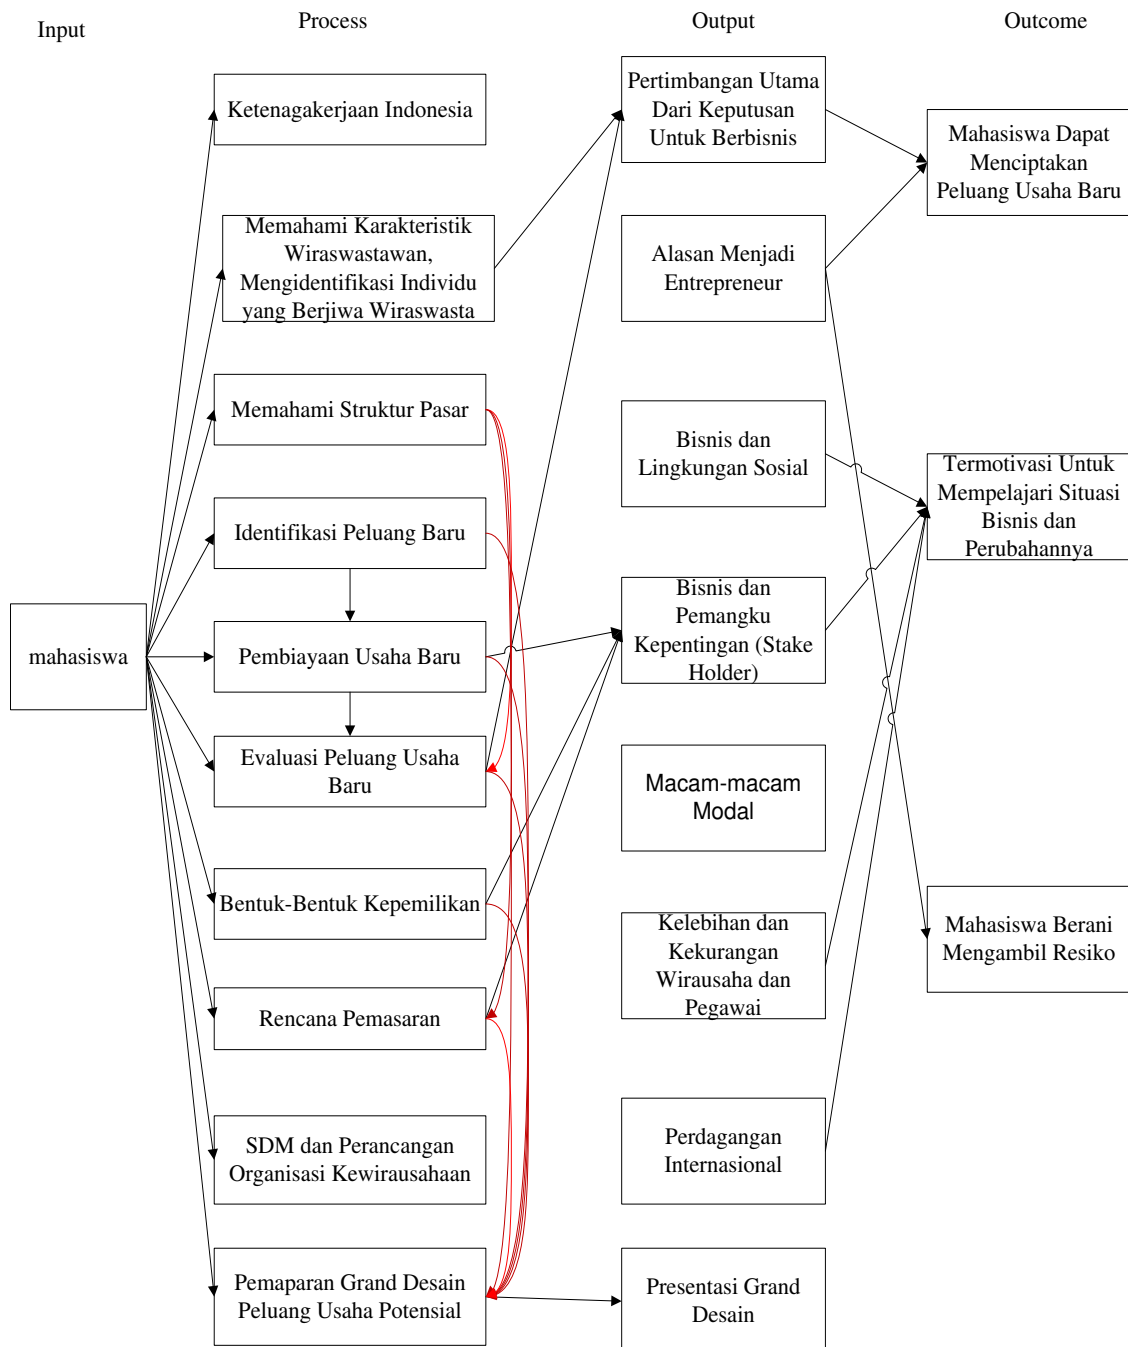 Input
Process
Output
Outcome
mahasiswa
Ketenagakerjaan Indonesia
Memahami Karakteristik
Wiraswastawan,
Mengidentifikasi Individu
yang Berjiwa Wiraswasta
Memahami Struktur Pasar
Identifikasi Peluang Baru
Pembiayaan Usaha Baru
Evaluasi Peluang Usaha
Baru
Bentuk-Bentuk Kepemilikan
Rencana Pemasaran
SDM dan Perancangan
Organisasi Kewirausahaan
Pemaparan Grand Desain
Peluang Usaha Potensial
Pertimbangan Utama
Dari Keputusan
Untuk Berbisnis
Alasan Menjadi
Entrepreneur
Bisnis dan
Lingkungan Sosial
Bisnis dan
Pemangku
Kepentingan (Stake
Holder)
Macam-macam
Modal
Kelebihan dan
Kekurangan
Wirausaha dan
Pegawai
Perdagangan
Internasional
Presentasi Grand
Desain
Mahasiswa Dapat
Menciptakan
Peluang Usaha Baru
Termotivasi Untuk
Mempelajari Situasi
Bisnis dan
Perubahannya
Mahasiswa Berani
Mengambil Resiko